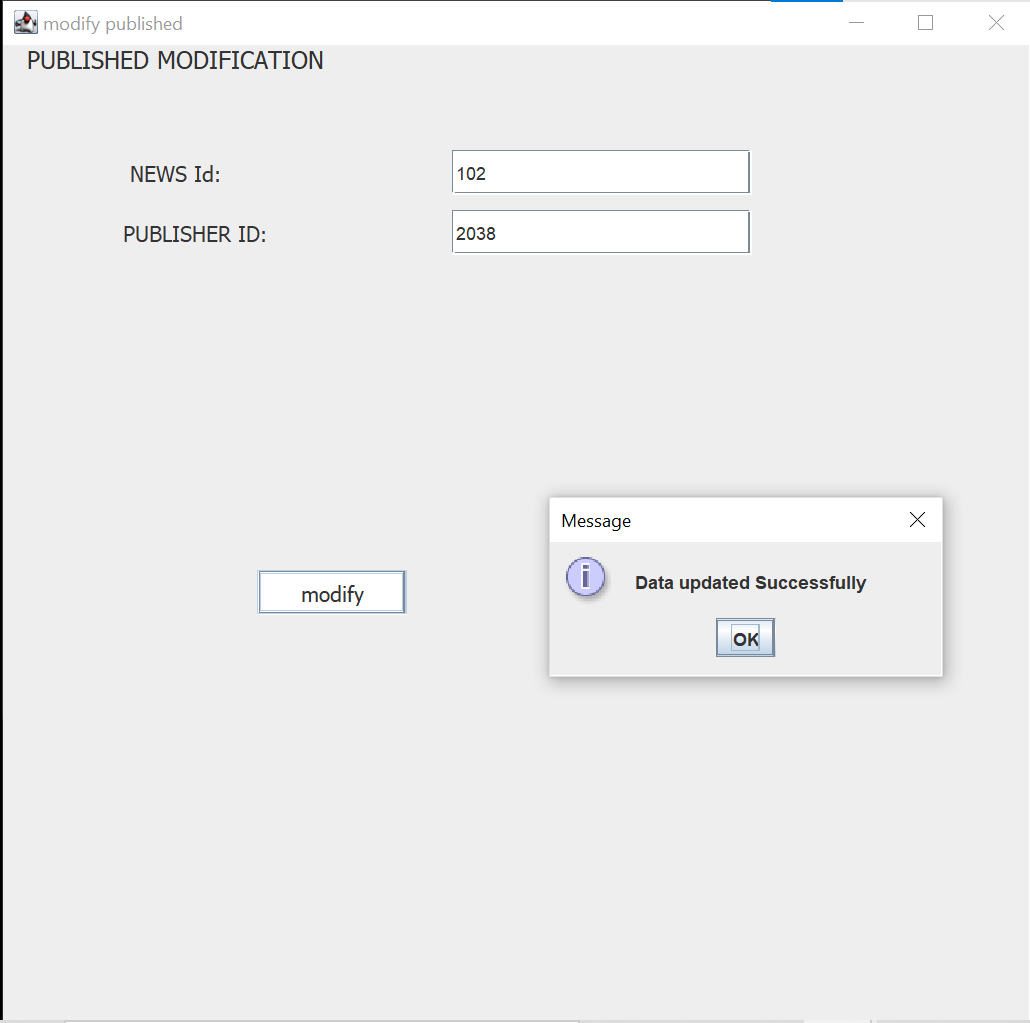 modify published
PUBLISHED MODIFICATION
NEWS Id:
102
PUBLISHER ID:
2038
Message
Data updated Successfully
OK
modify